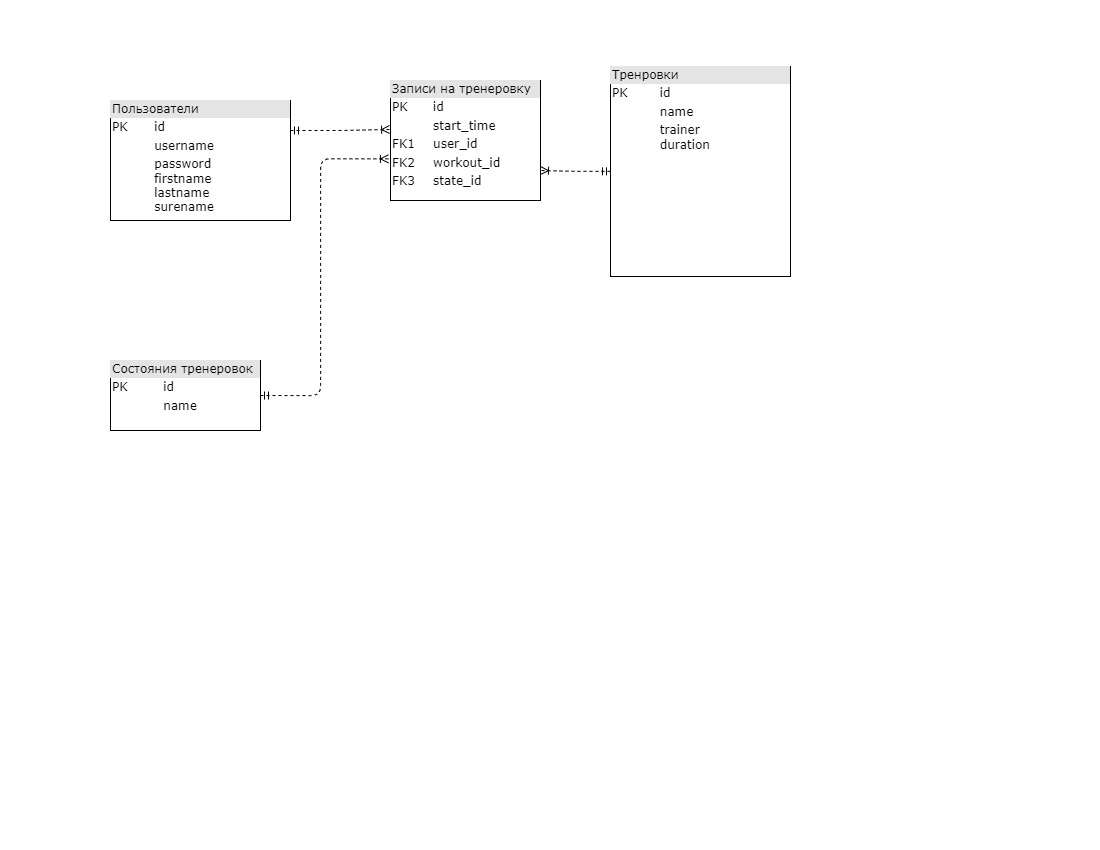 Пользователи
PK id
username
password
firstname
lastname
surename
Записи на тренеровку
PK id
start_time
FK1 user_id
FK2 workout_id
FK3 state_id
Тренровки
PK id
name
trainer
duration
Состояния тренеровок
PK id
name